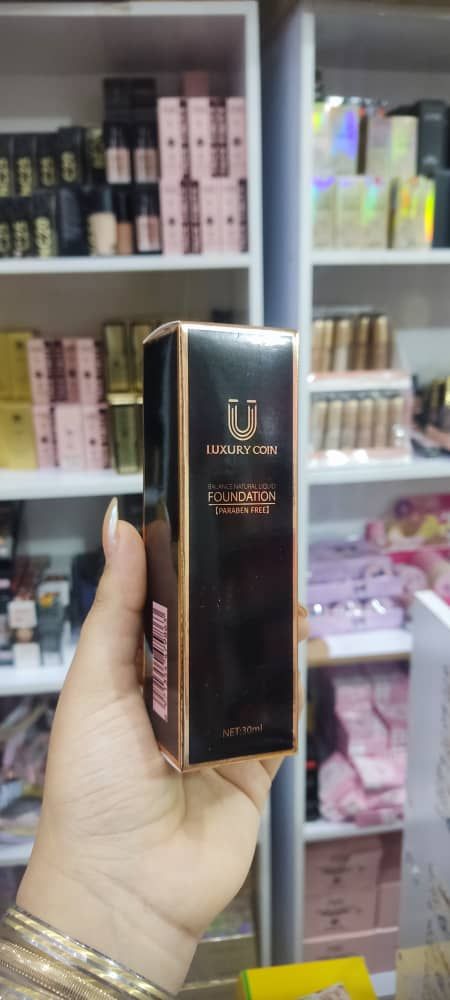 LUXURY COIN
BALANCE NATURAL LIQUID
FOUNDATION
[PARABEN FREE]
NET:30ml